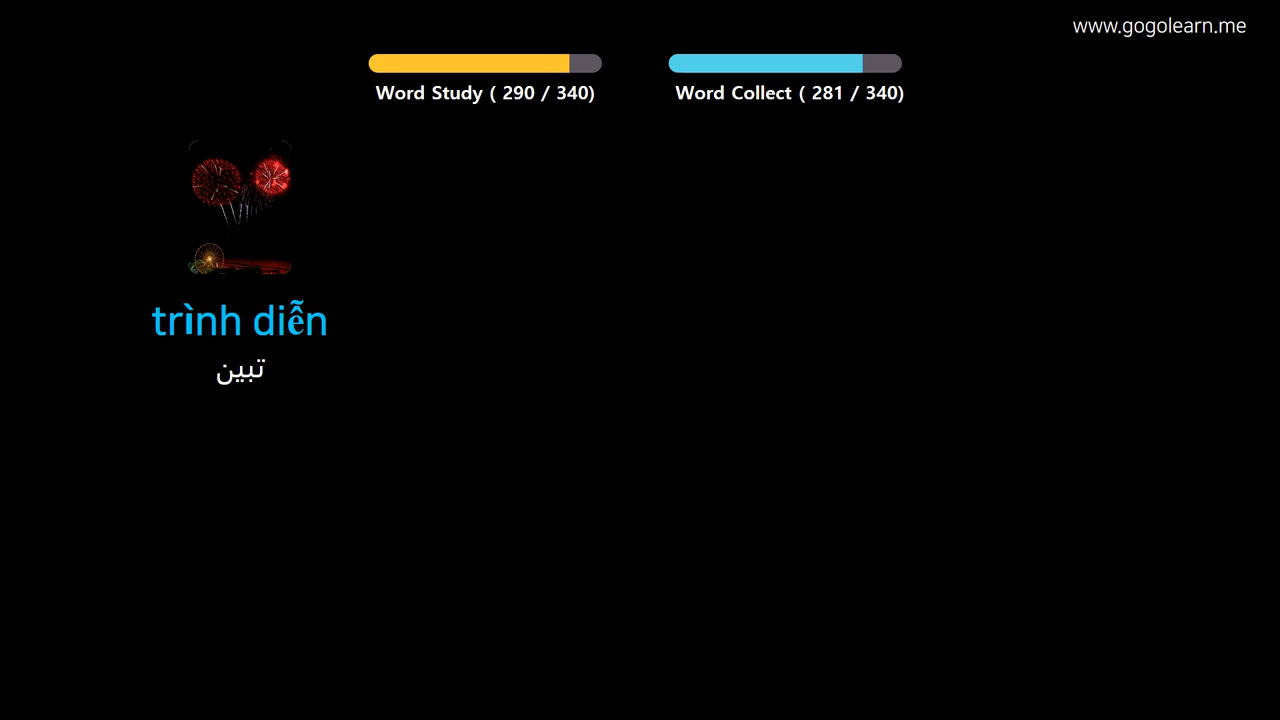 www.gogolearn.me
Word Study ( 290 / 340)
Word Collect ( 281 / 340)
trình diễn
تبين